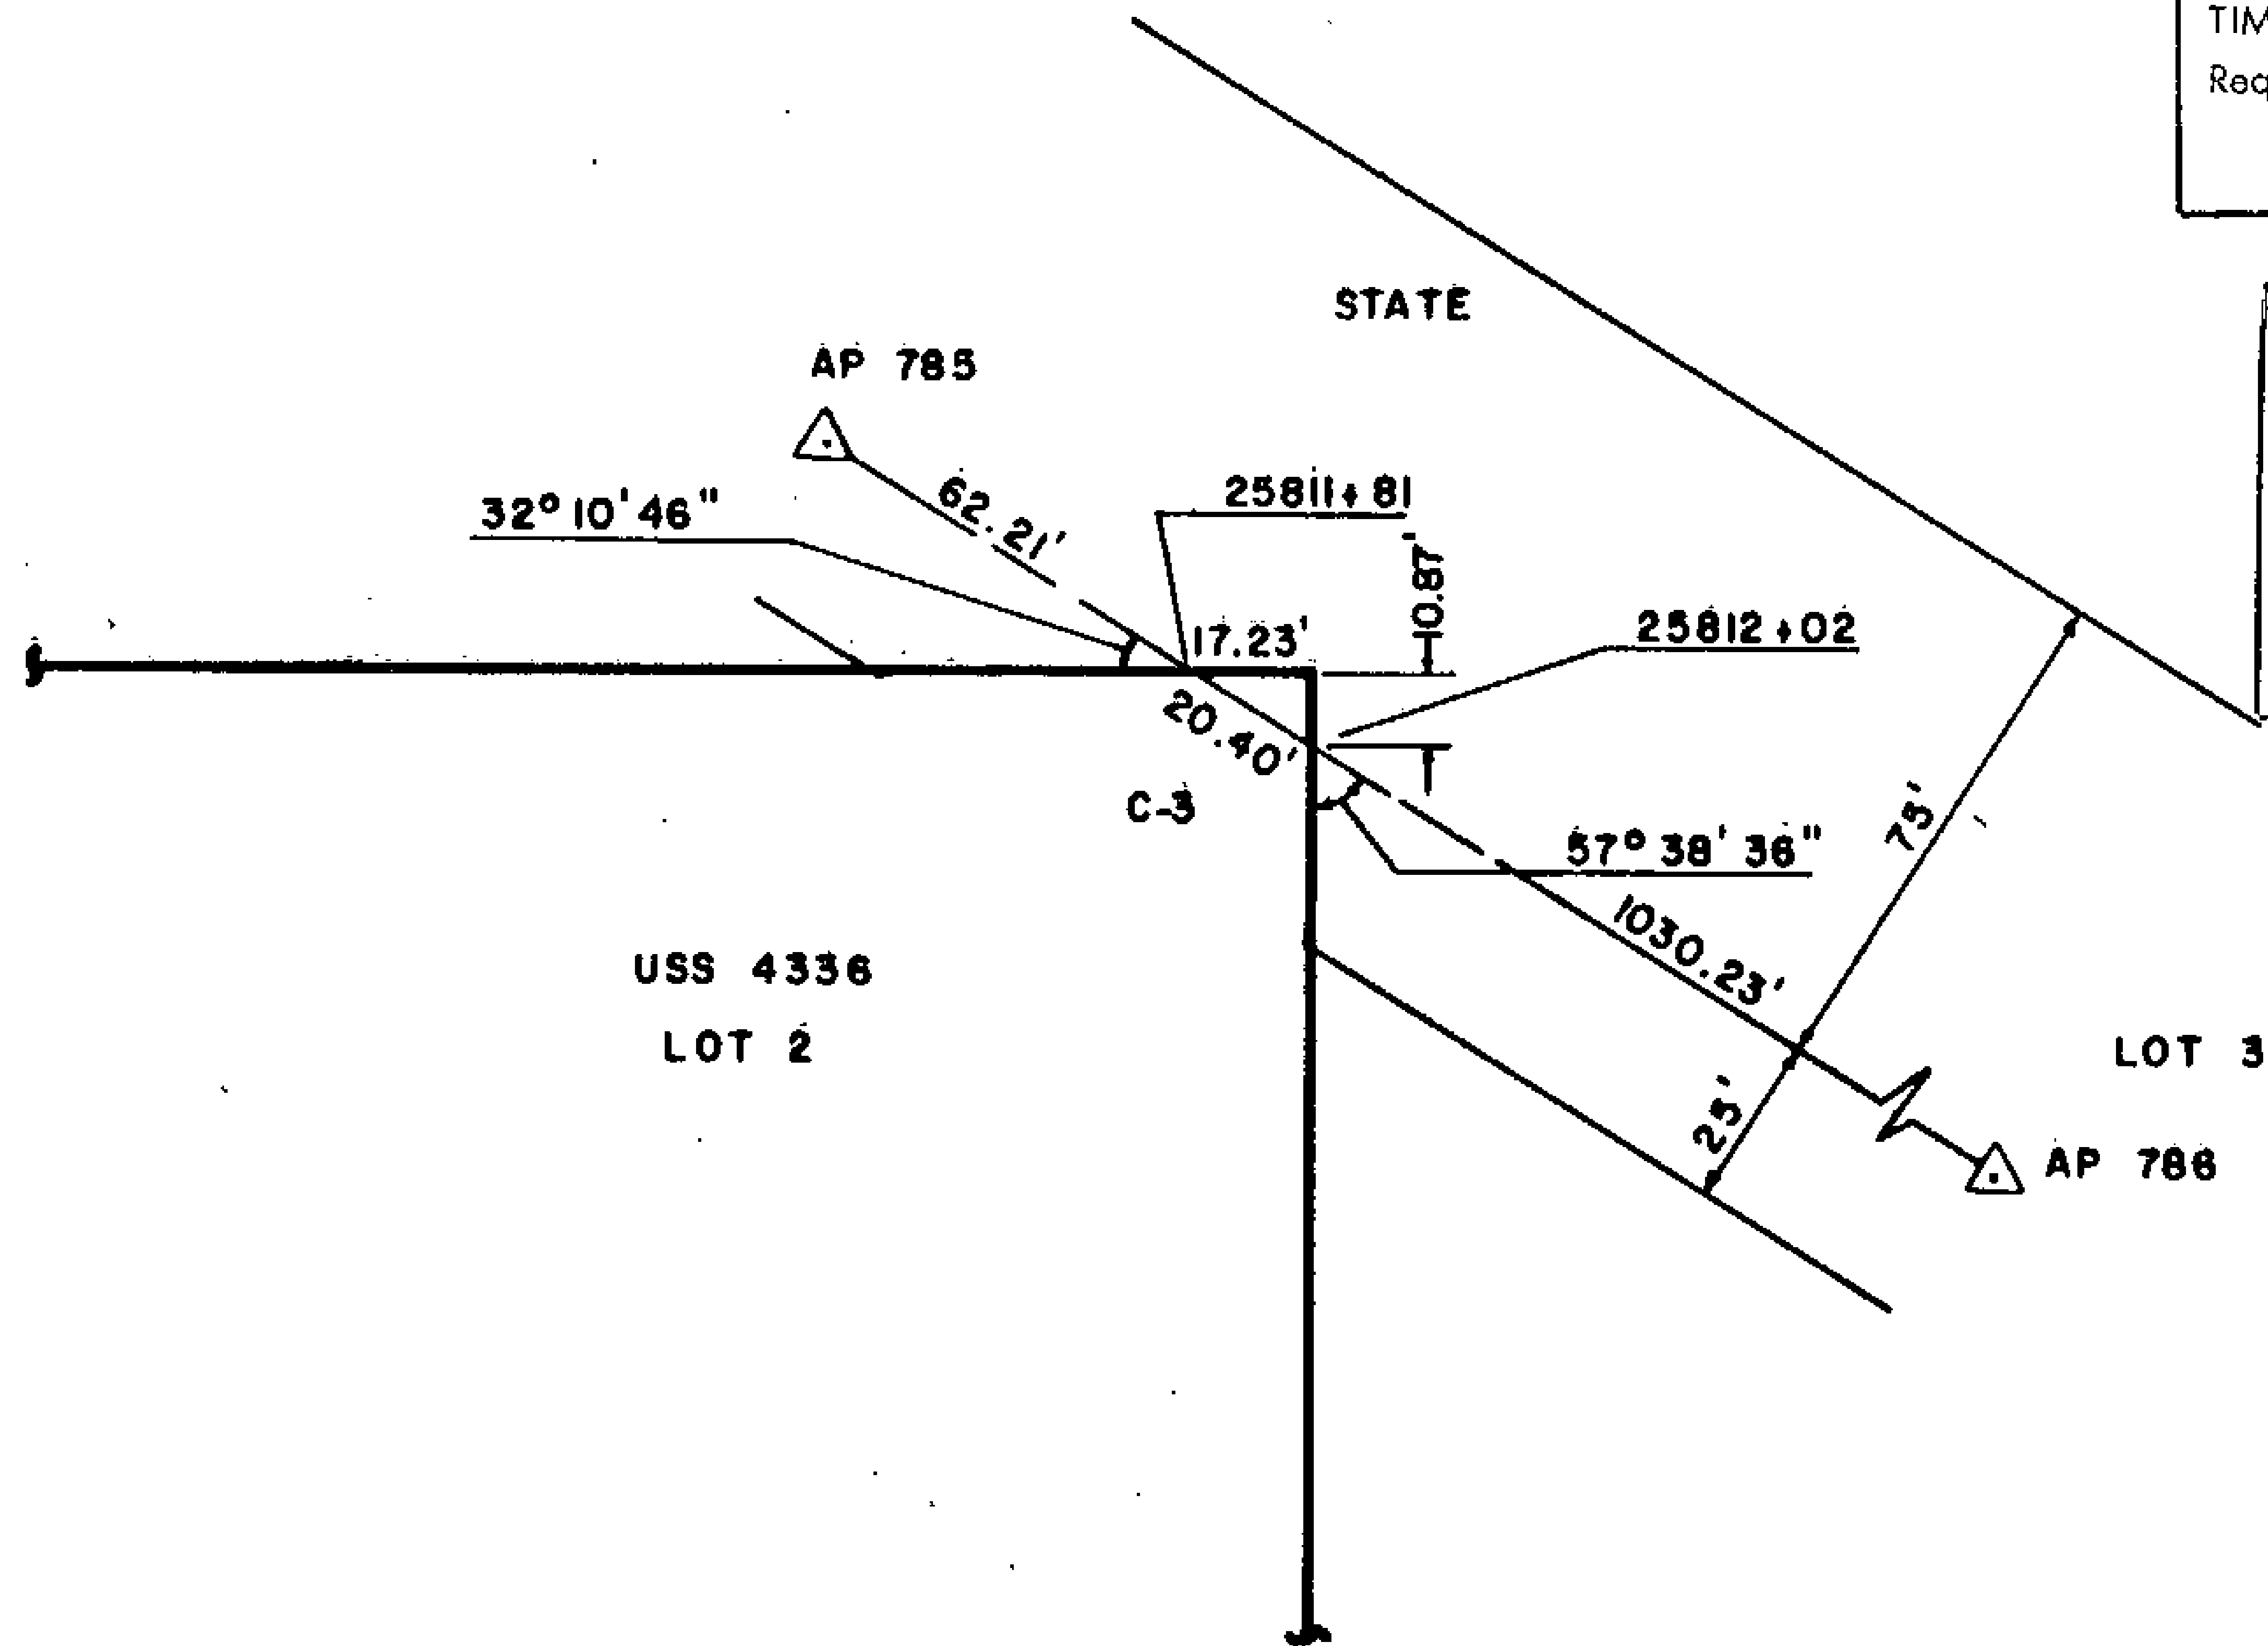 TIM
Req
STATE
AP 785
62.21'
25811+81
32° 10' 46"
10.87'
17.23'
25812+02
20.40'
C-3
75'
57° 38' 36"
1030.23'
USS 4336
LOT 2
LOT 3
25'
AP 786